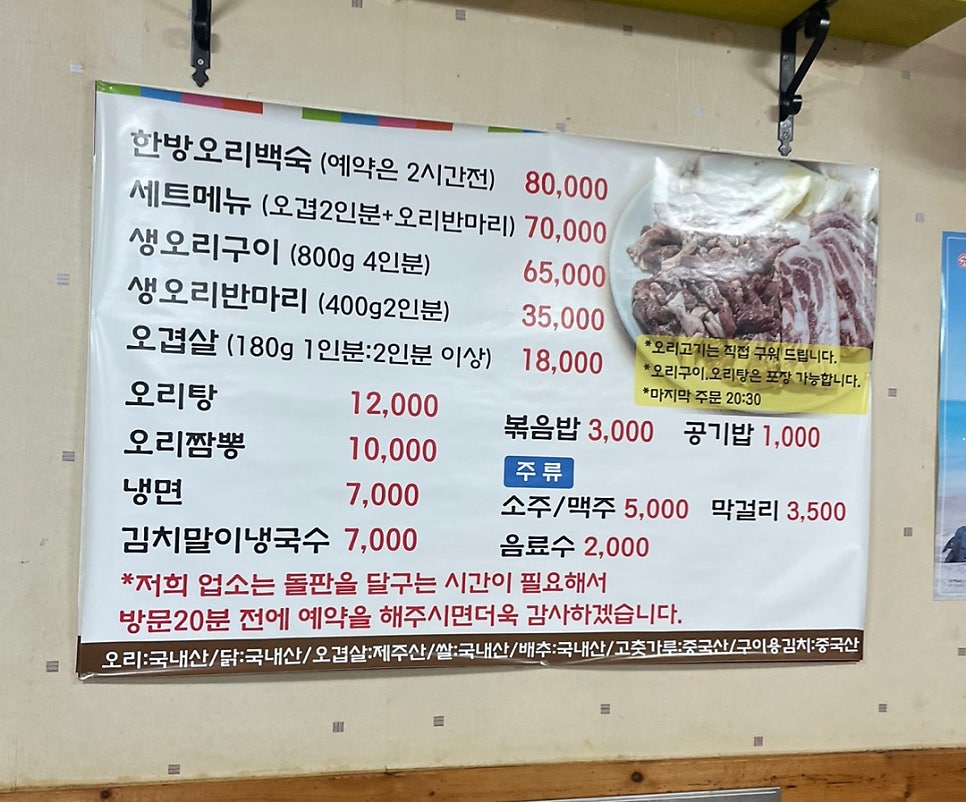 한방오리백숙 (예약은 2시간전) 80,000
세트메뉴 (오겹2인분+오리반마리) 70,000
생오리구이 (800g 4인분) 65,000
생오리반마리 (400g2인분) 35,000
오겹살 (180g 1인분:2인분 이상) 18,000
*오리고기는 직접 구워 드립니다.
*오리구이.오리탕은 포장 가능합니다.
*마지막 주문 20:30
오리탕 12,000
오리짬뽕 10,000
냉면 7,000
김치말이냉국수 7,000
볶음밥 3,000 공기밥 1,000
주류
소주/맥주 5,000 막걸리 3,500
음료수 2,000
*저희 업소는 돌판을 달구는 시간이 필요해서
방문20분 전에 예약을 해주시면더욱 감사하겠습니다.
오리:국내산/닭:국내산/오겹살:제주산/쌀:국내산/배추:국내산/고춧가루:중국산/구이용김치:중국산